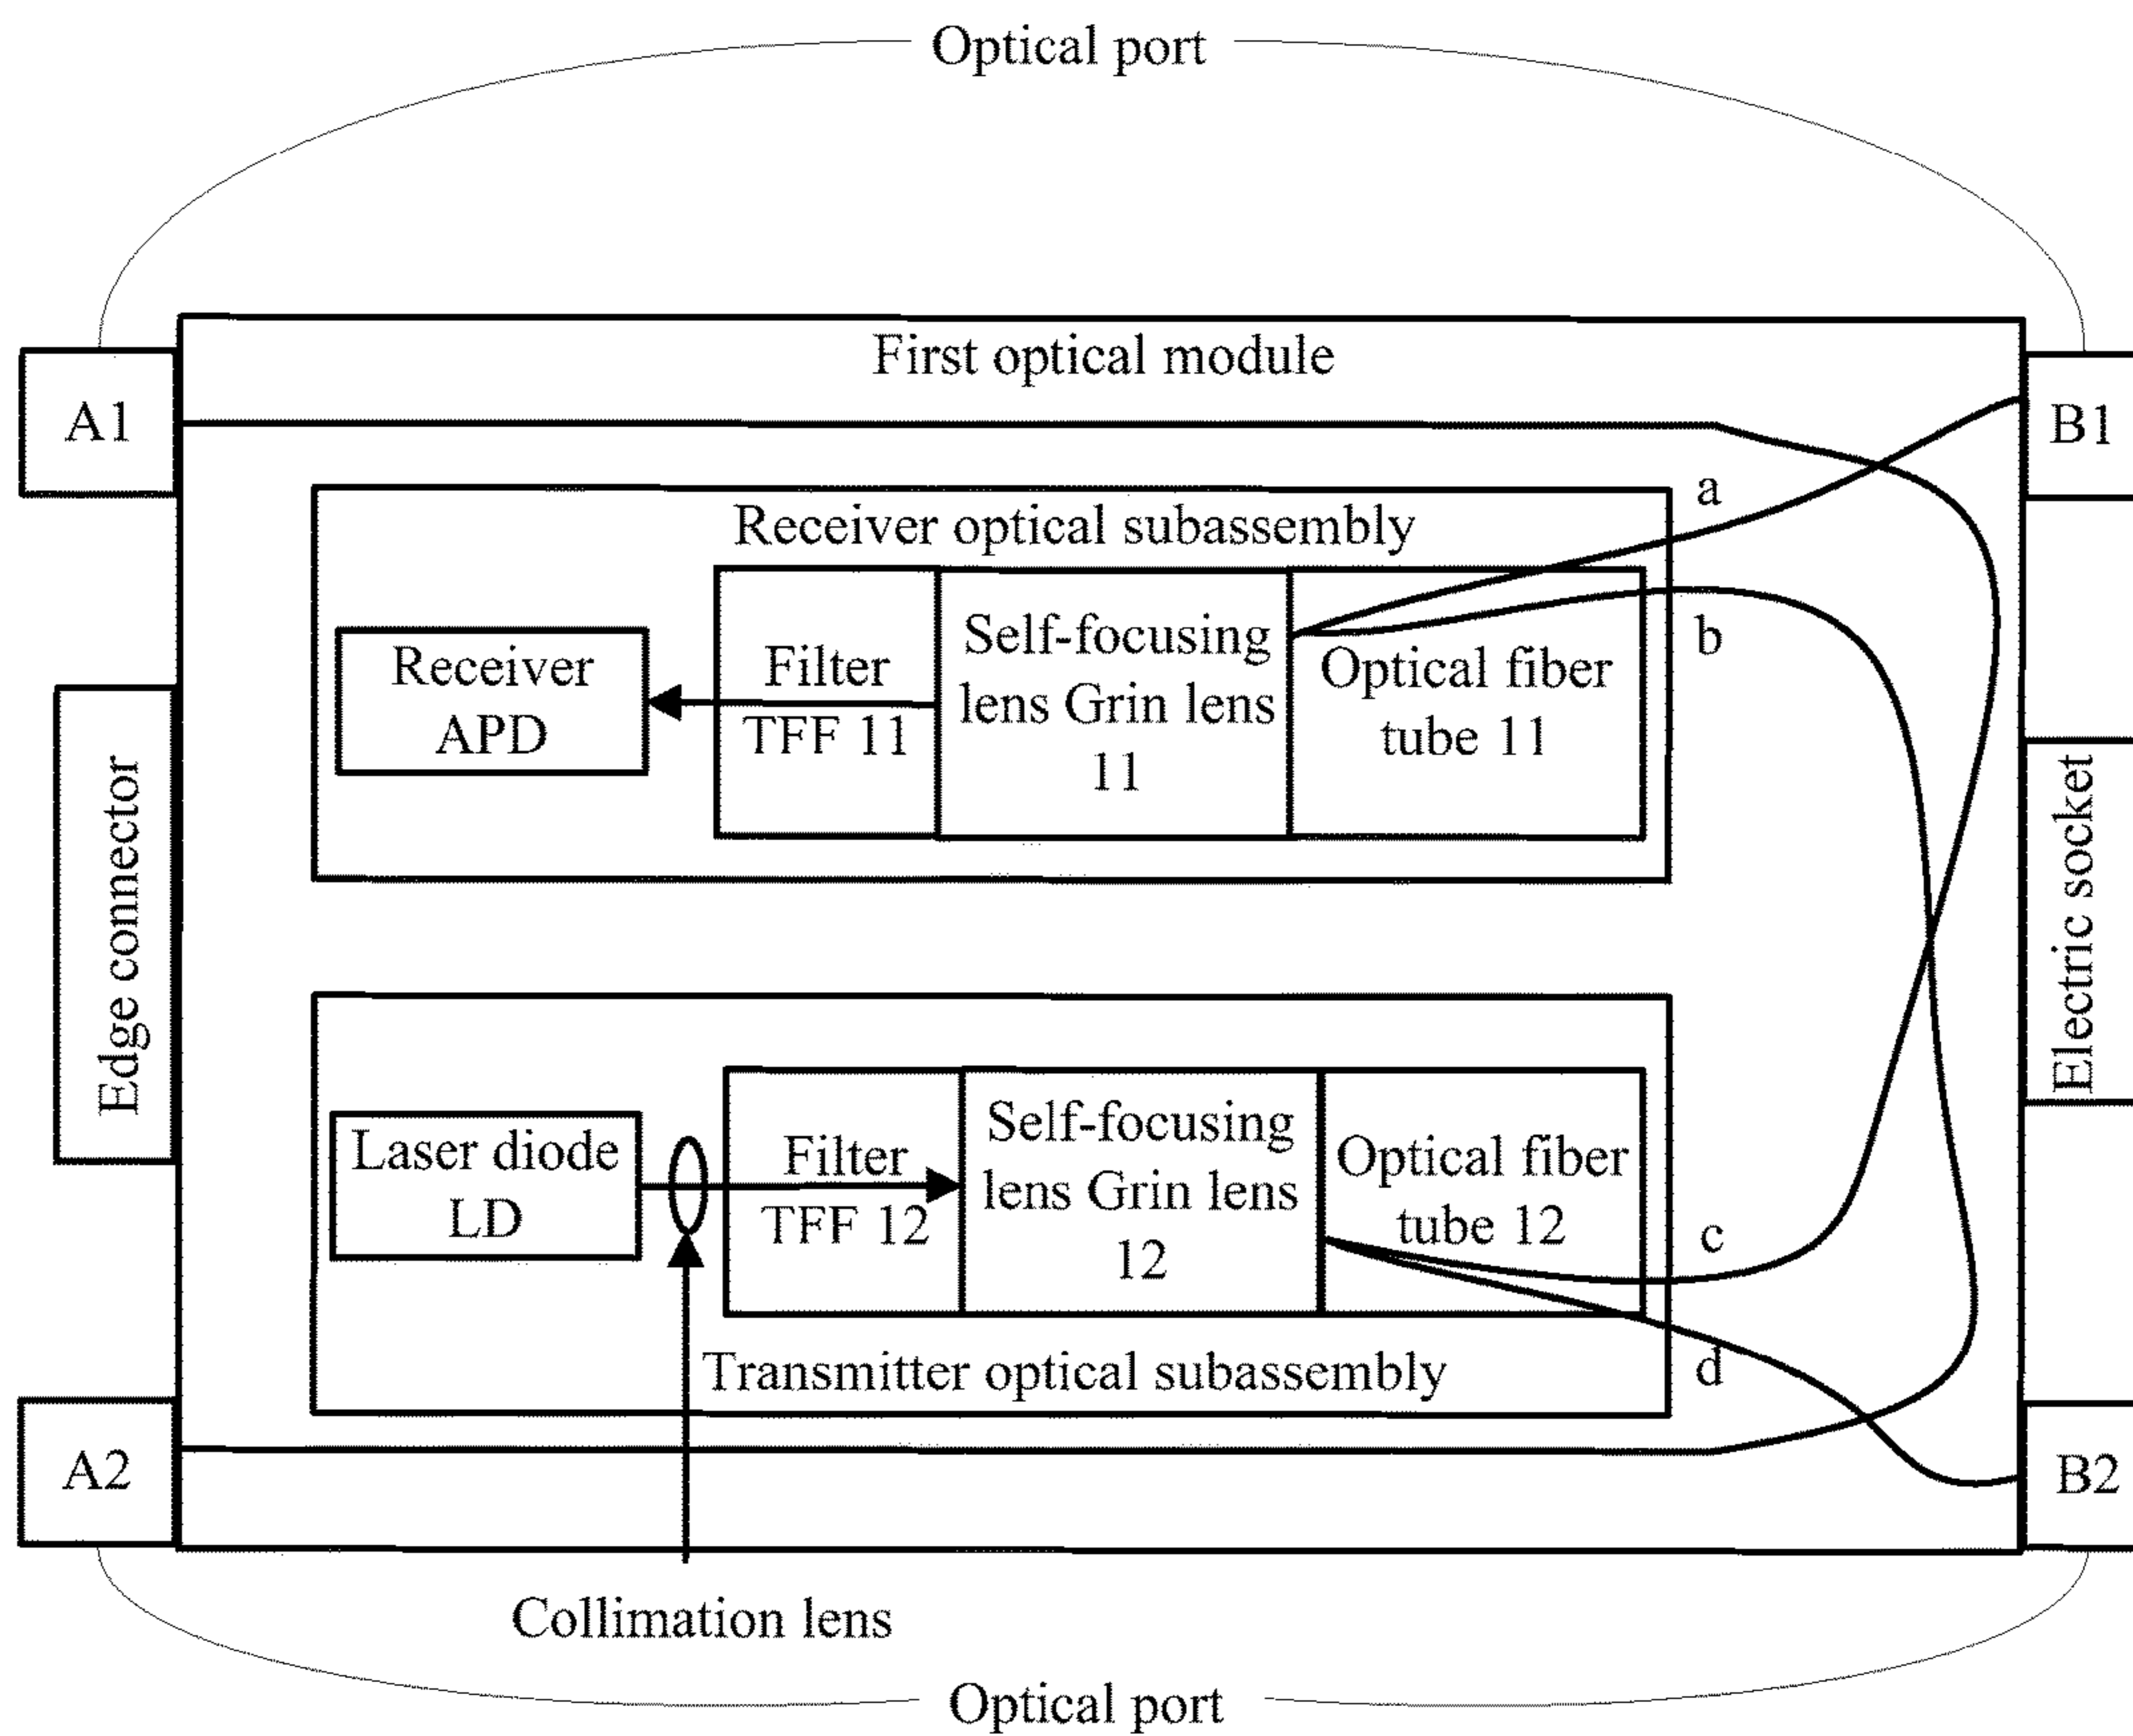 Optical port
First optical module
A1
B1
a
Receiver optical subassembly
b
Receiver
APD
Filter
TFF 11
Self-focusing
lens Grin lens
11
Optical fiber
tube 11
Edge connector
Electric socket
Laser diode
LD
Filter
TFF 12
Self-focusing
lens Grin lens
12
Optical fiber
tube 12
c
Transmitter optical subassembly
d
A2
B2
Collimation lens
Optical port